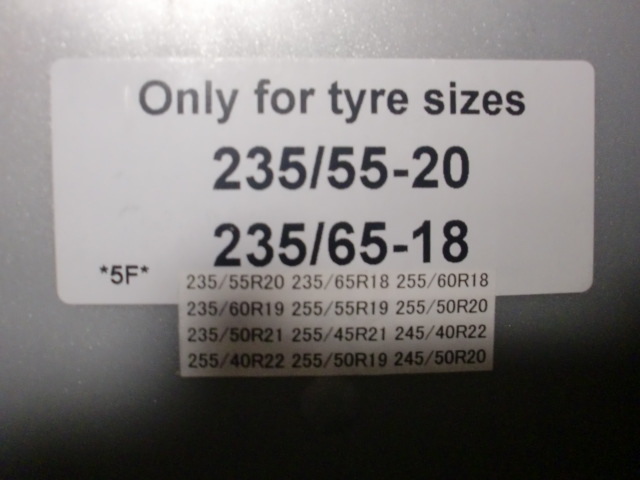 Only for tyre sizes
235/55-20
235/65-18
*5F*
235/55R20 235/65R18 255/60R18
235/60R19 255/55R19 255/50R20
235/50R21 255/45R21 245/40R22
255/40R22 255/50R19 245/50R20